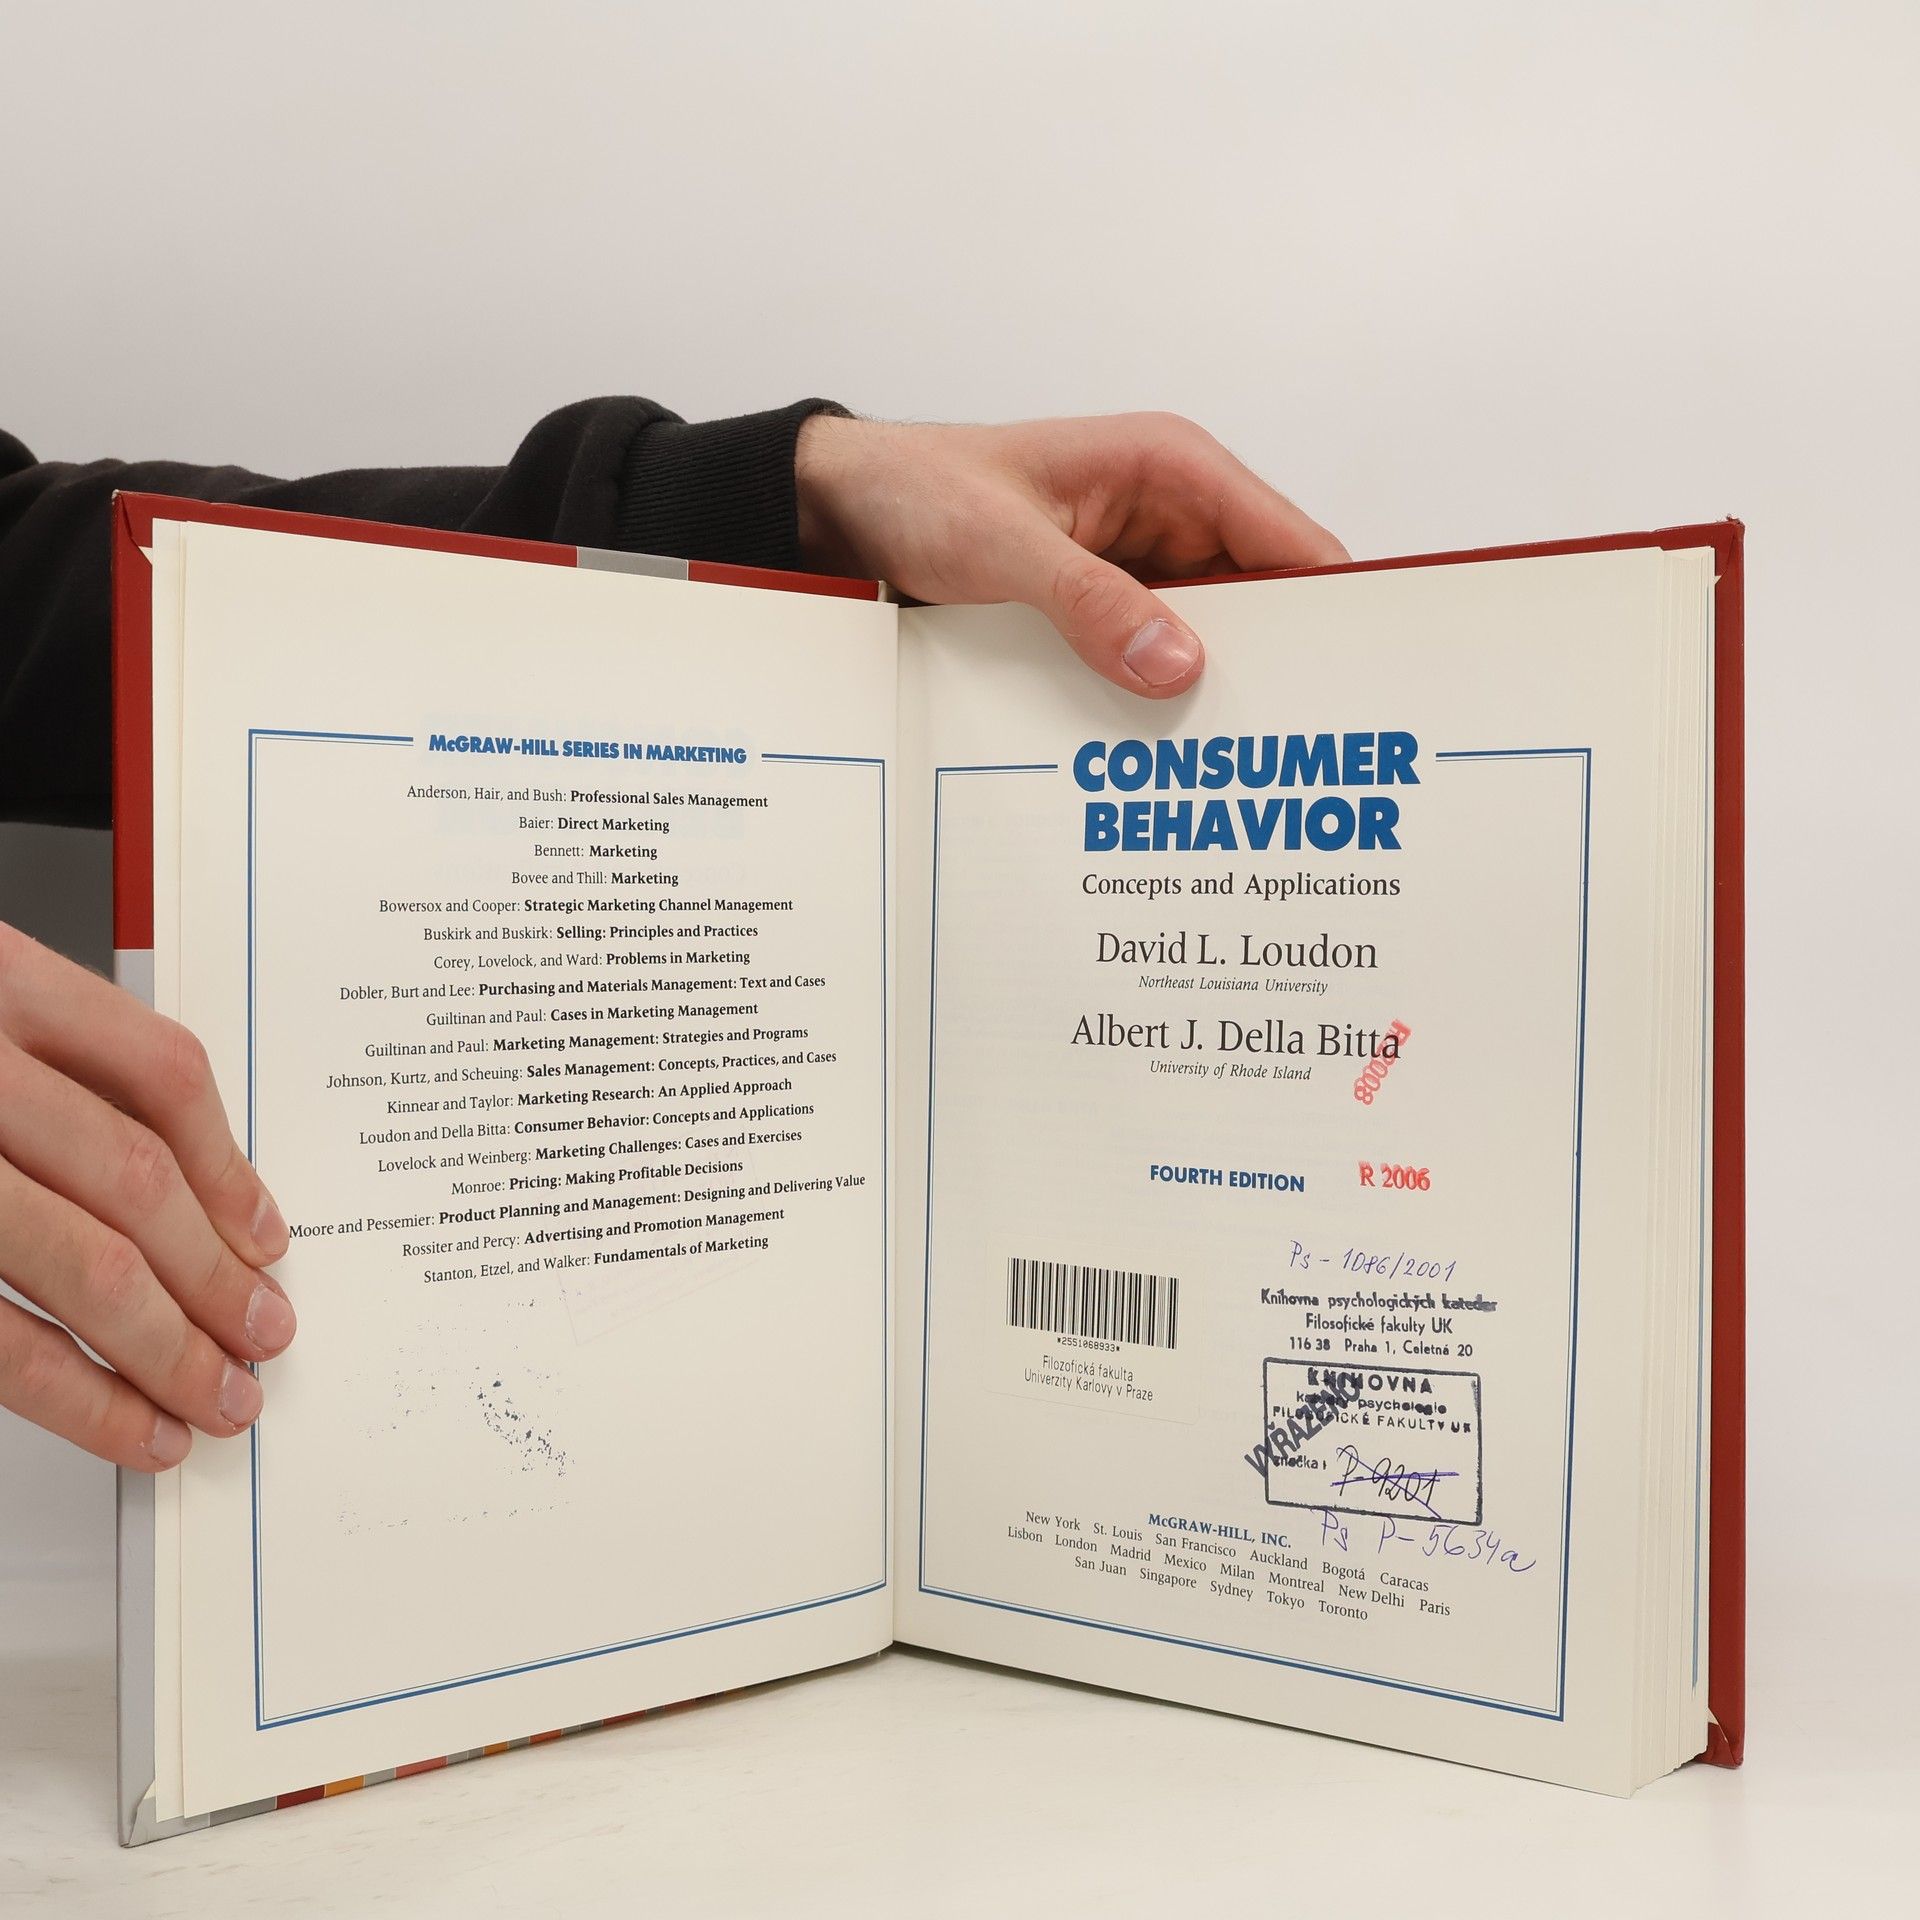 McGRAW-HILL SERIES IN MARKETING
Anderson, Hair, and Bush: Professional Sales Management
Baier: Direct Marketing
Bennett: Marketing
Bovee and Thill: Marketing
Bowersox and Cooper: Strategic Marketing Channel Management
Buskirk and Buskirk: Selling: Principles and Practices
Corey, Lovelock, and Ward: Problems in Marketing
Dobler, Burt and Lee: Purchasing and Materials Management: Text and Cases
Guiltinan and Paul: Cases in Marketing Management
Guiltinan and Paul: Marketing Management: Strategies and Programs
Johnson, Kurtz, and Scheuing: Sales Management: Concepts, Practices, and Cases
Kinnear and Taylor: Marketing Research: An Applied Approach
Loudon and Della Bitta: Consumer Behavior: Concepts and Applications
Lovelock and Weinberg: Marketing Challenges: Cases and Exercises
Monroe: Pricing: Making Profitable Decisions
Moore and Pessemier: Product Planning and Management: Designing and Delivering Value
Rossiter and Percy: Advertising and Promotion Management
Stanton, Etzel, and Walker: Fundamentals of Marketing
CONSUMER
BEHAVIOR
Concepts and Applications
David L. Loudon
Northeast Louisiana University
Albert J. Della Bitta
University of Rhode Island
FOURTH EDITION
R 2006
Ps - 1086/2001
Knihovna psychologických kateder
Filosofické fakulty UK
116 38 Praha 1, Celetná 20
*2551068933*
Filozofická fakulta
Univerzity Karlovy v Praze
KNIHOVNA
katedry psychologie
FILOSOFICKÉ FAKULTY UK
VYŘAZENO
značka:
P-9201
Ps P-5634a
McGRAW-HILL, INC.
New York St. Louis San Francisco Auckland Bogotá Caracas
Lisbon London Madrid Mexico Milan Montreal New Delhi Paris
San Juan Singapore Sydney Tokyo Toronto